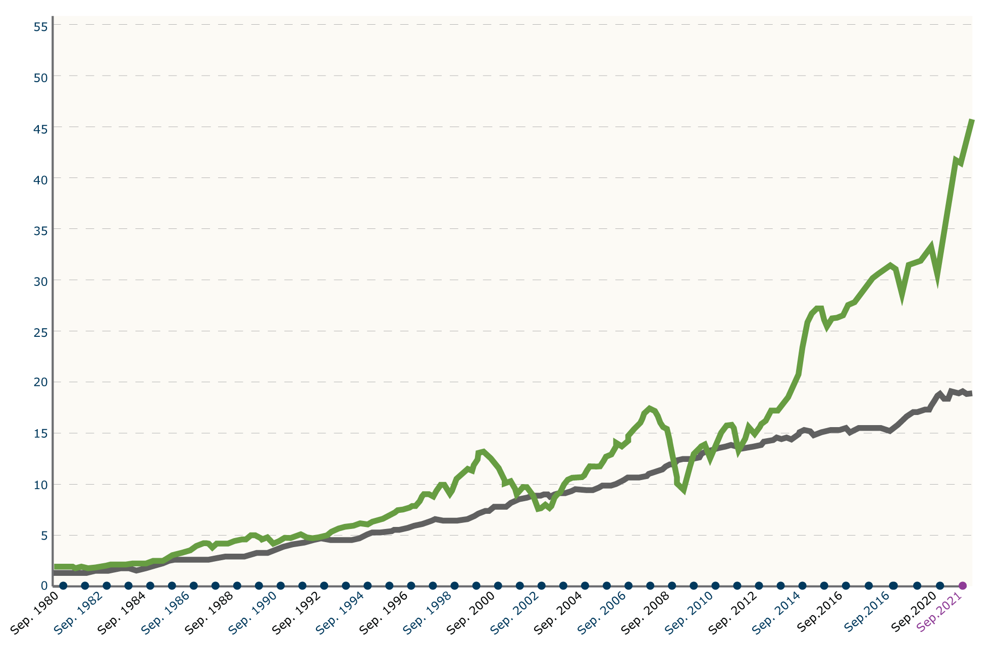 55
50
45
40
35
30
25
20
15
10
5
0
Sep. 1980
Sep. 1982
Sep. 1984
Sep. 1986
Sep. 1988
Sep. 1990
Sep. 1992
Sep. 1994
Sep. 1996
Sep. 1998
Sep. 2000
Sep. 2002
Sep. 2004
Sep. 2006
Sep. 2008
Sep. 2010
Sep. 2012
Sep. 2014
Sep.2016
Sep.2016
Sep.2020
Sep.2021